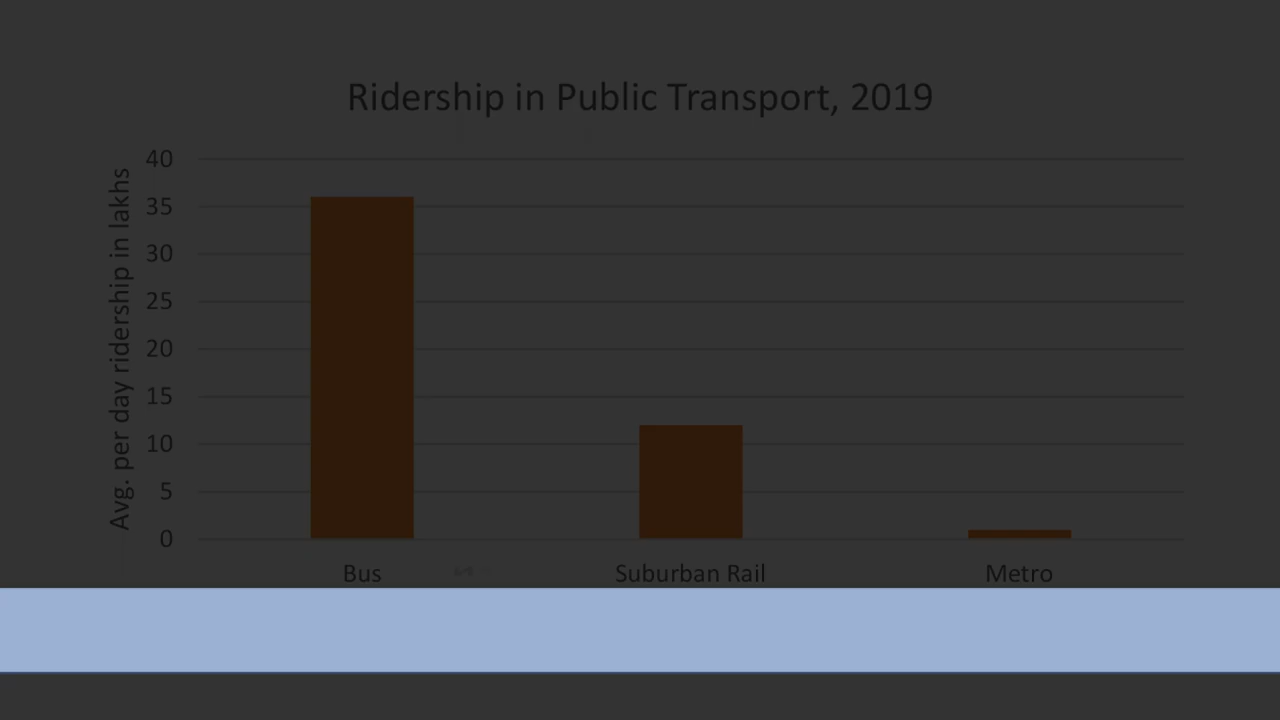 Ridership in Public Transport, 2019
Avg. per day ridership in lakhs
40
35
30
25
20
15
10
5
0
Bus
Suburban Rail
Metro